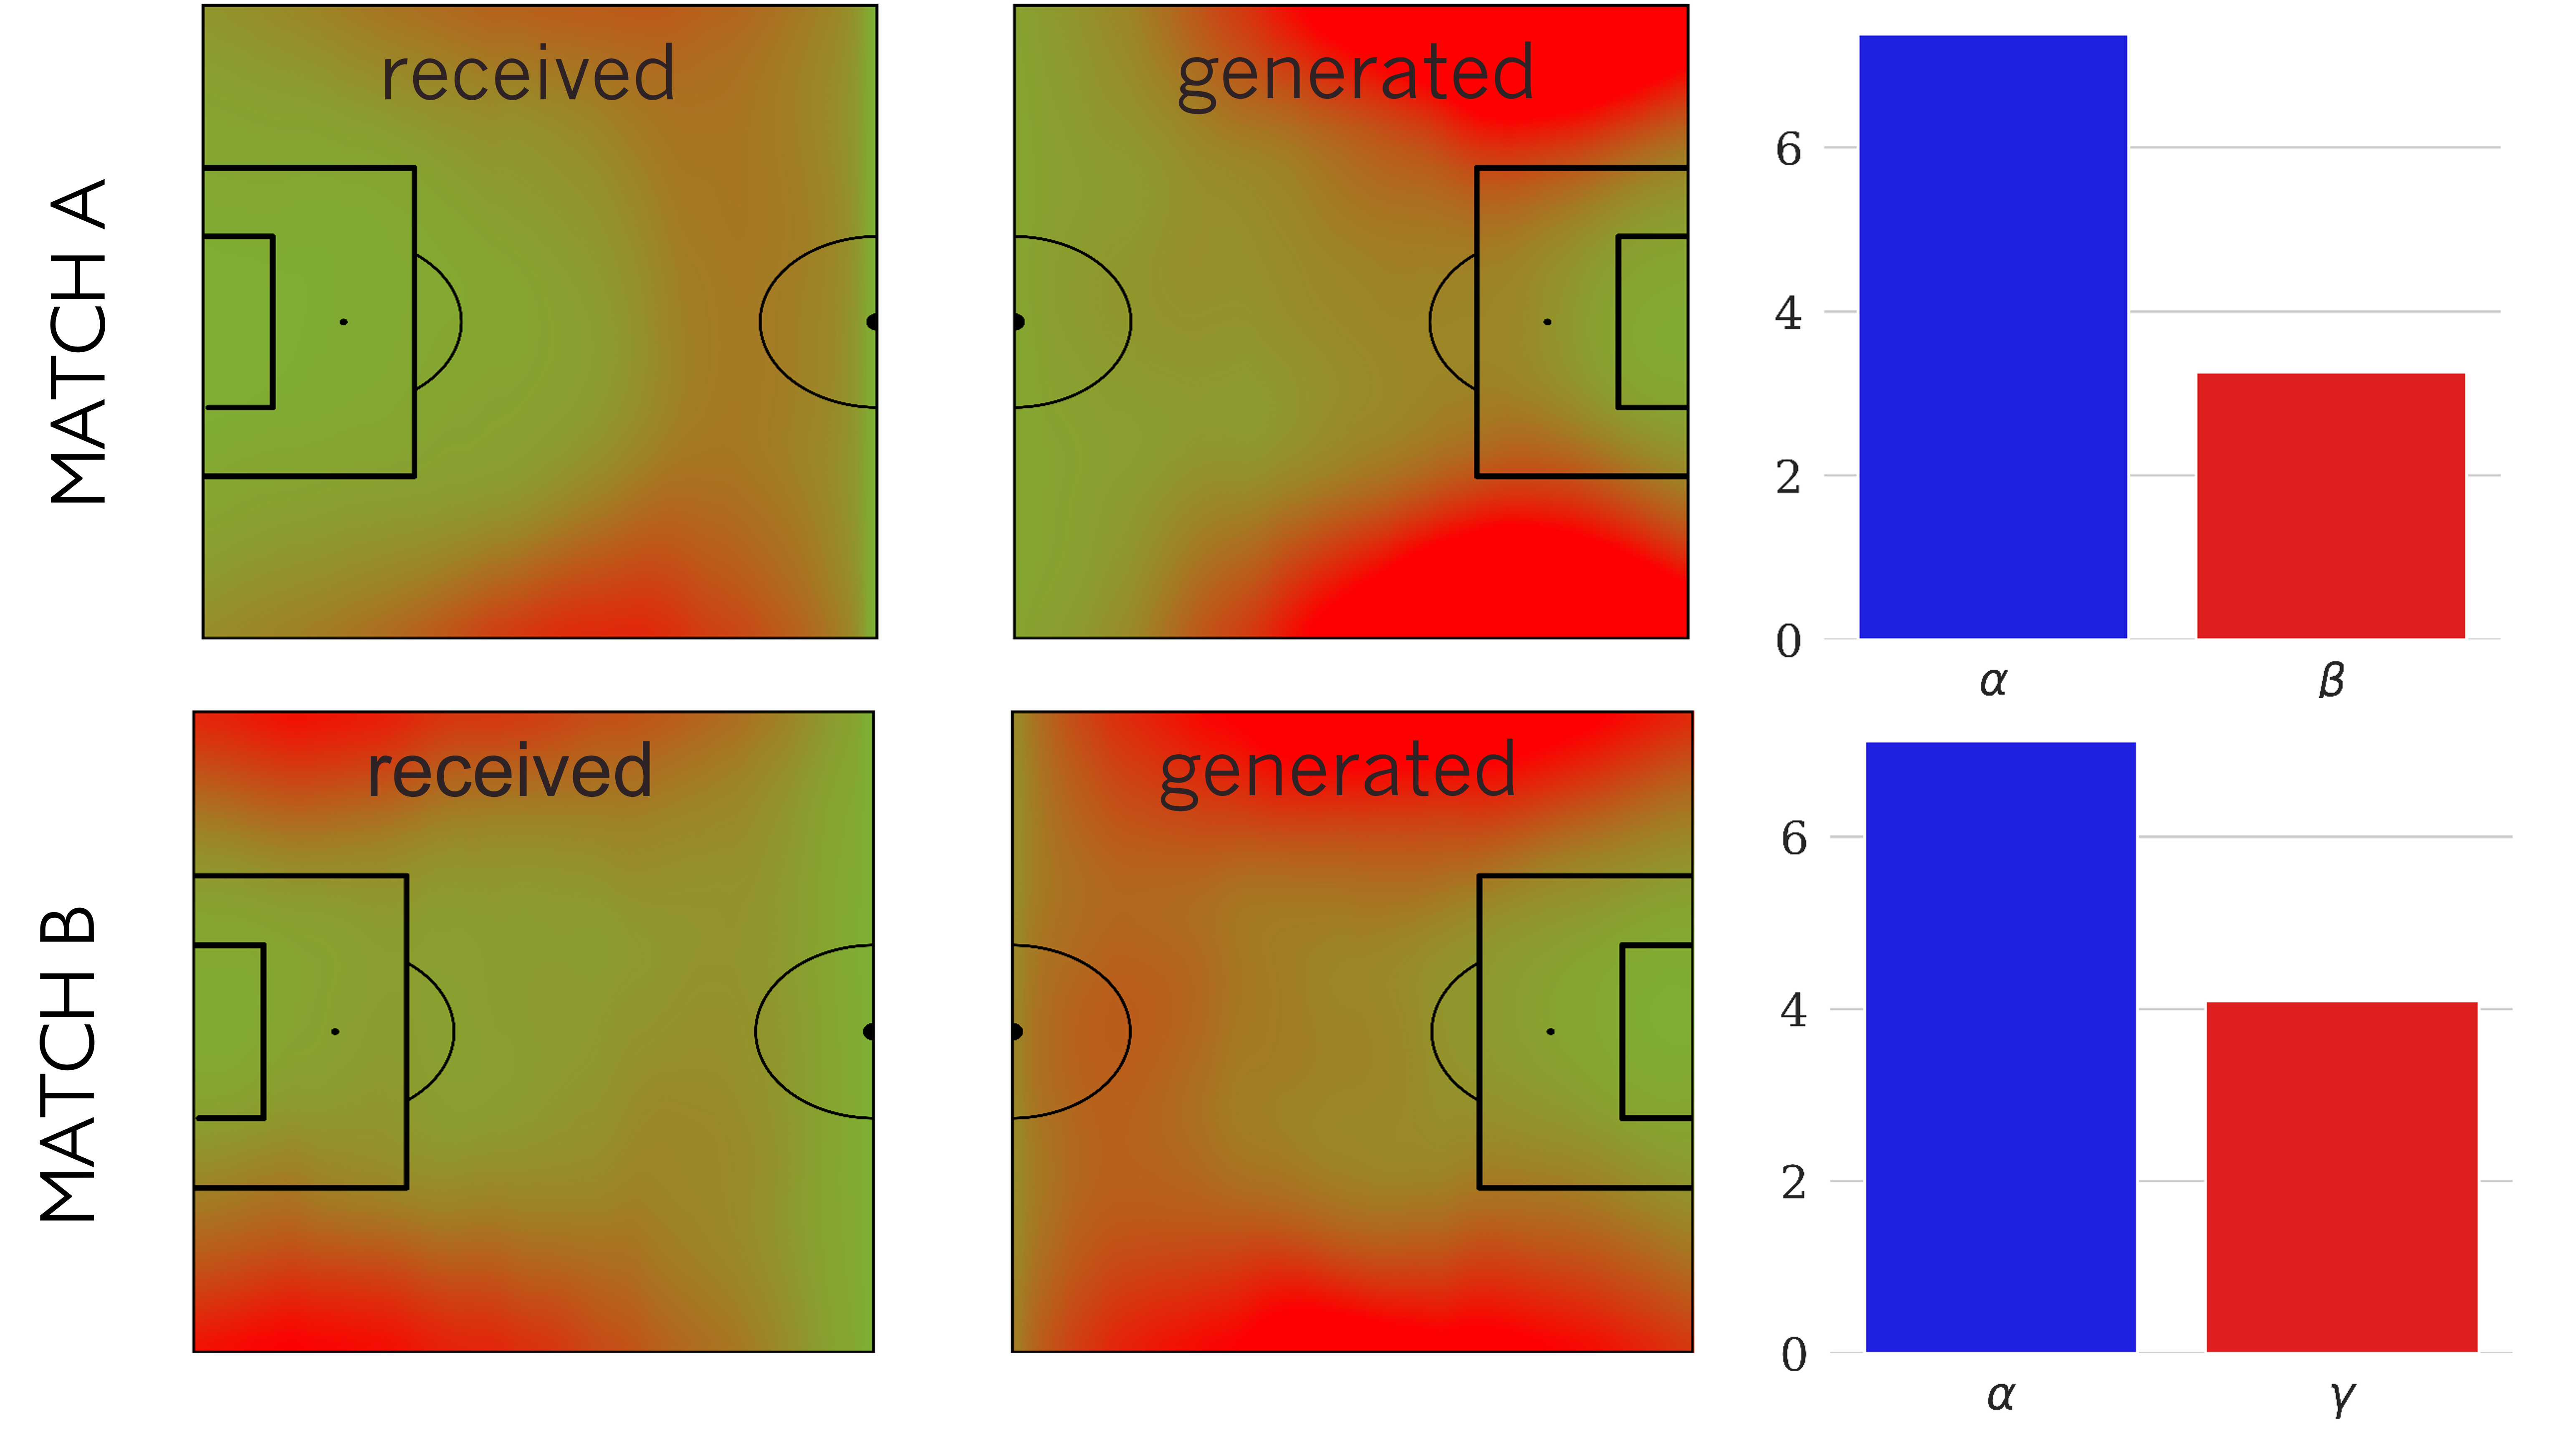 MATCH A
received
generated
6
4
2
0
α
β
MATCH B
received
generated
6
4
2
0
α
γ